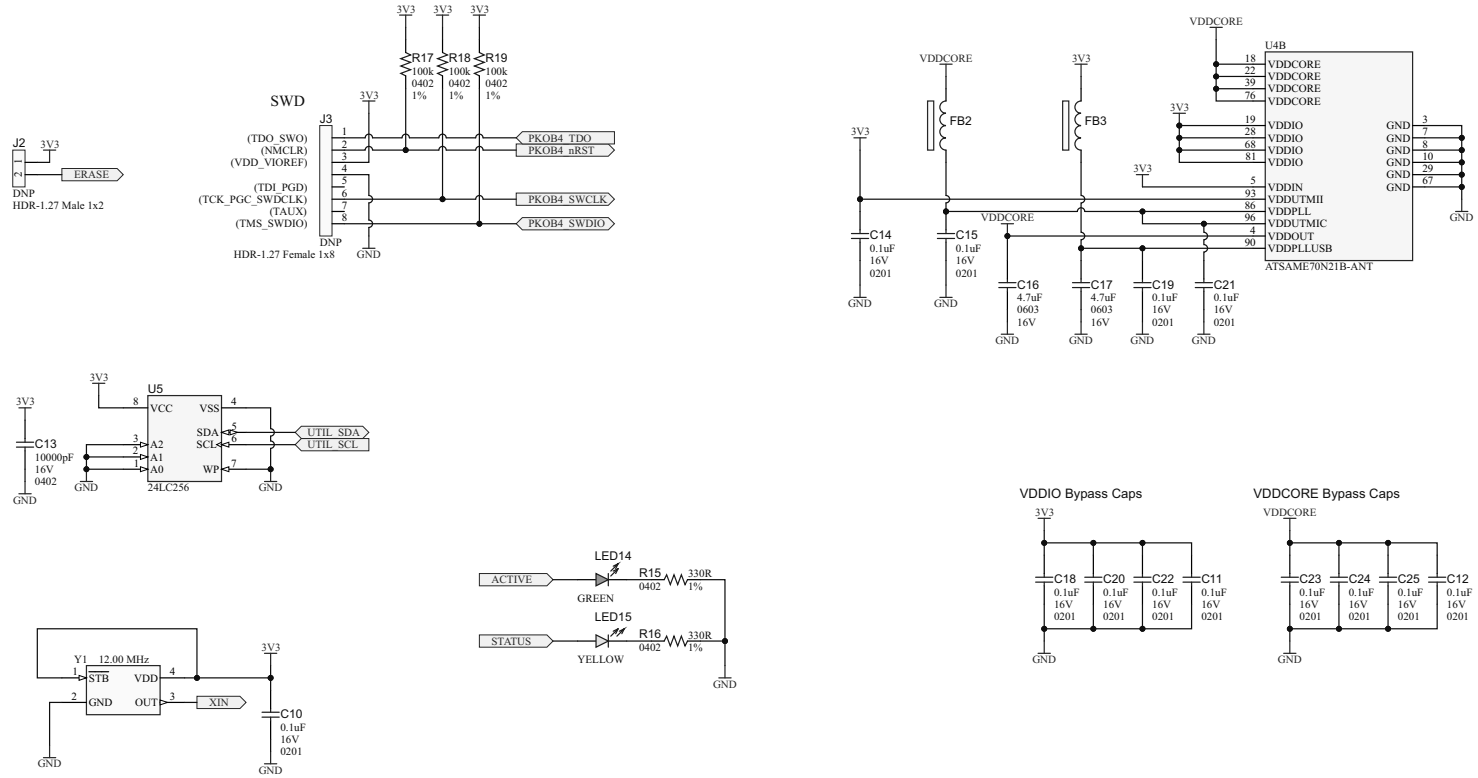 3V3
3V3
3V3
R17
100k
0402
1%
R18
100k
0402
1%
R19
100k
0402
1%
3V3
SWD
J3
(TDO_SWO)
1
PKOB4_TDO
(NMCLR)
2
PKOB4_nRST
(VDD_VIOREF)
3
4
(TDI_PGD)
5
(TCK_PGC_SWDCLK)
6
PKOB4_SWCLK
(TAUX)
7
(TMS_SWDIO)
8
PKOB4_SWDIO
DNP
GND
HDR-1.27 Female 1x8
J2
3V3
1
2
ERASE
DNP
HDR-1.27 Male 1x2
VDDCORE
U4B
18 VDDCORE
22 VDDCORE
39 VDDCORE
76 VDDCORE
3V3
19 VDDIO
28 VDDIO
68 VDDIO
81 VDDIO
3V3
5 VDDIN
93 VDDUTMII
86 VDDPLL
96 VDDUTMIC
4 VDDOUT
90 VDDPLLUSB
GND 3
GND 7
GND 8
GND 10
GND 29
GND 67
GND
ATSAME70N21B-ANT
VDDCORE
FB2
3V3
FB3
3V3
VDDCORE
C14
0.1uF
16V
0201
GND
C15
0.1uF
16V
0201
GND
C16
4.7uF
0603
16V
GND
C17
4.7uF
0603
16V
GND
C19
0.1uF
16V
0201
GND
C21
0.1uF
16V
0201
GND
3V3
C13
10000pF
16V
0402
GND
3V3
U5
8 VCC
VSS 4
SDA 5
UTIL_SDA
3 A2
SCL 6
UTIL_SCL
2 A1
1 A0
WP 7
GND
24LC256
GND
ACTIVE
LED14
GREEN
R15
0402
330R
1%
STATUS
LED15
YELLOW
R16
0402
330R
1%
GND
Y1 12.00 MHz
1 STB
VDD 4
2 GND
OUT 3
XIN
GND
3V3
C10
0.1uF
16V
0201
GND
VDDIO Bypass Caps
3V3
C18
0.1uF
16V
0201
C20
0.1uF
16V
0201
C22
0.1uF
16V
0201
C11
0.1uF
16V
0201
GND
VDDCORE Bypass Caps
VDDCORE
C23
0.1uF
16V
0201
C24
0.1uF
16V
0201
C25
0.1uF
16V
0201
C12
0.1uF
16V
0201
GND